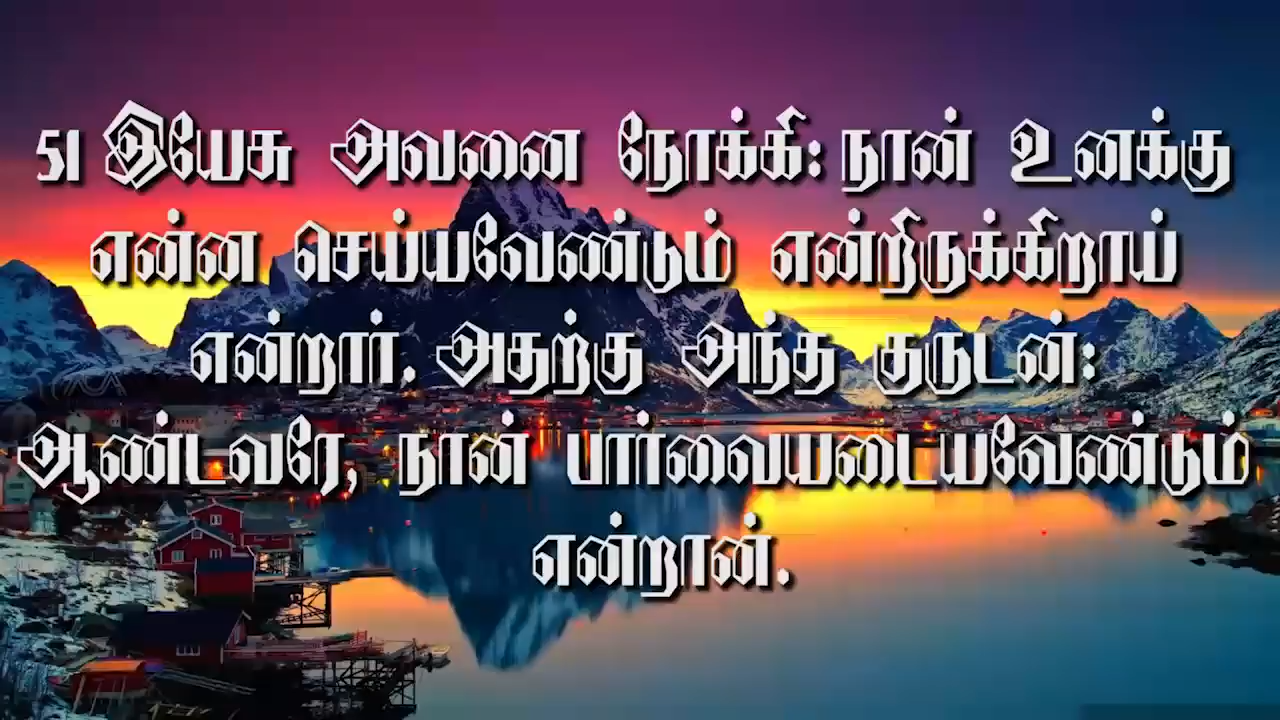 51 இயேசு அவனை நோக்கி: நான் உனக்கு
என்ன செய்யவேண்டும் என்றிருக்கிறாய்
என்றார். அதற்கு அந்த குருடன்:
ஆண்டவரே, நான் பார்வையடையவேண்டும்
என்றான்.